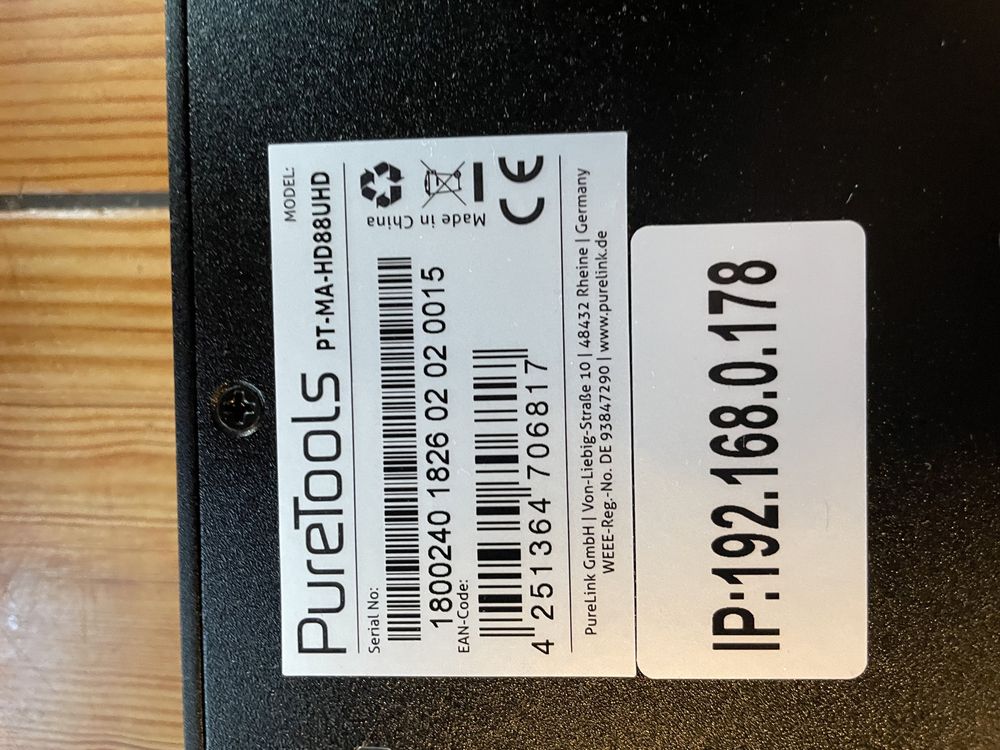 PureTools
MODEL:
PT-MA-HD88UHD
Serial No:
1800240 1826 02 02 0015
EAN-Code:
4 251364 706817
Made in China
CE
PureLink GmbH | Von-Liebig-Straße 10 | 48432 Rheine | Germany
WEEE-Reg.-No. DE 93847290 | www.purelink.de
IP:192.168.0.178